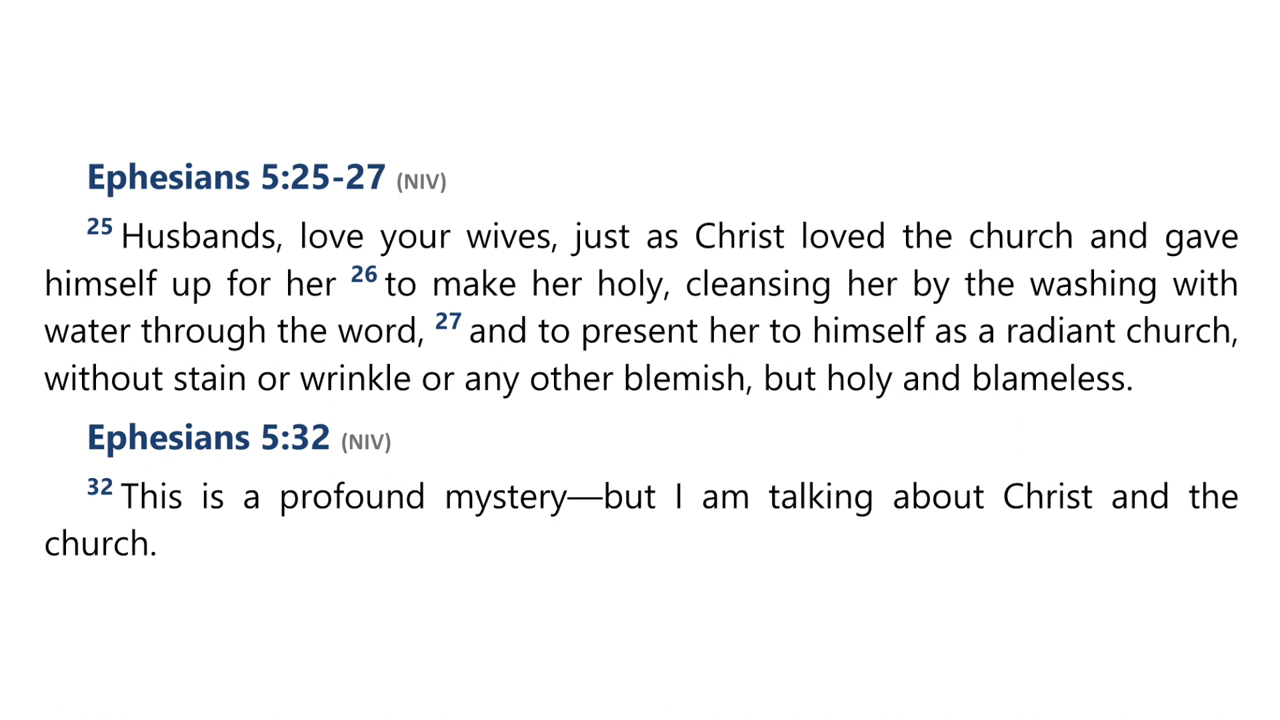 Ephesians 5:25-27 (NIV)
25 Husbands, love your wives, just as Christ loved the church and gave
himself up for her 26 to make her holy, cleansing her by the washing with
water through the word, 27 and to present her to himself as a radiant church,
without stain or wrinkle or any other blemish, but holy and blameless.
Ephesians 5:32 (NIV)
32 This is a profound mystery—but I am talking about Christ and the
church.